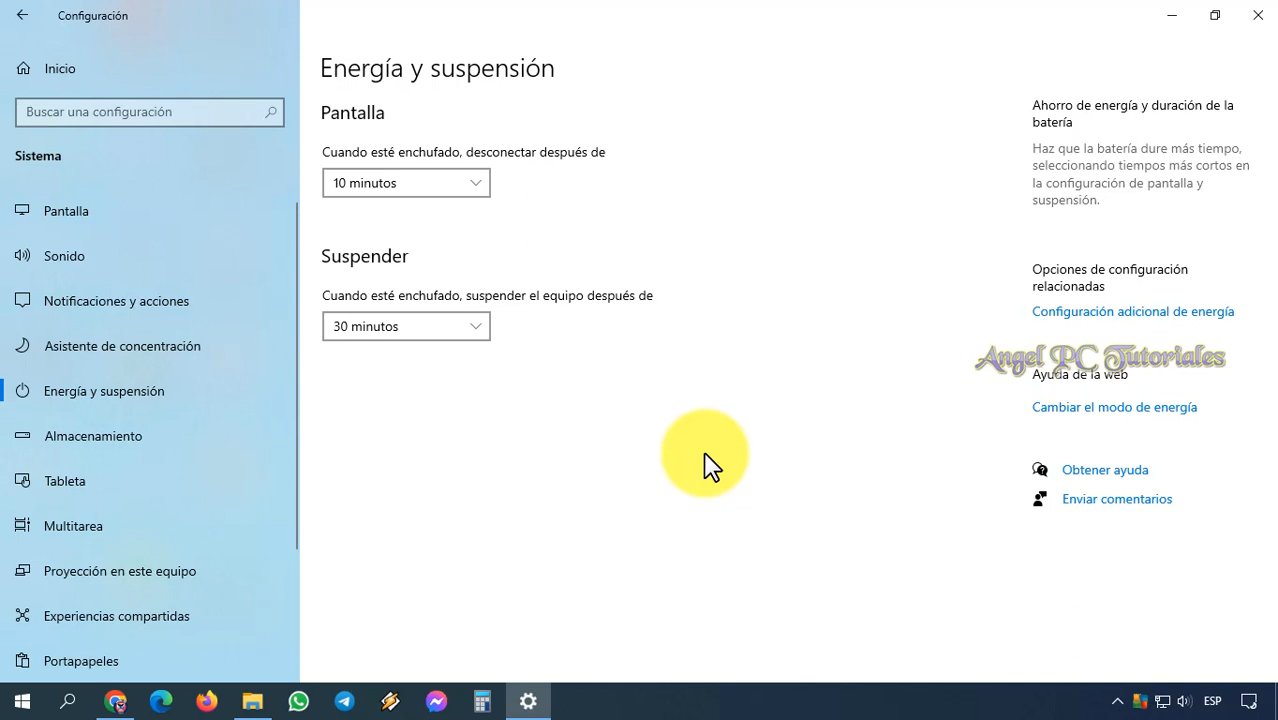 Configuración
Inicio
Buscar una configuración
Sistema
Pantalla
Sonido
Notificaciones y acciones
Asistente de concentración
Energía y suspensión
Almacenamiento
Tableta
Multitarea
Proyección en este equipo
Experiencias compartidas
Portapapeles
Energía y suspensión
Pantalla
Cuando esté enchufado, desconectar después de
10 minutos
Suspender
Cuando esté enchufado, suspender el equipo después de
30 minutos
Ahorro de energía y duración de la
batería
Haz que la batería dure más tiempo,
seleccionando tiempos más cortos en
la configuración de pantalla y
suspensión.
Opciones de configuración
relacionadas
Configuración adicional de energía
Angel PC Tutoriales
Ayuda de la web
Cambiar el modo de energía
Obtener ayuda
Enviar comentarios
ESP